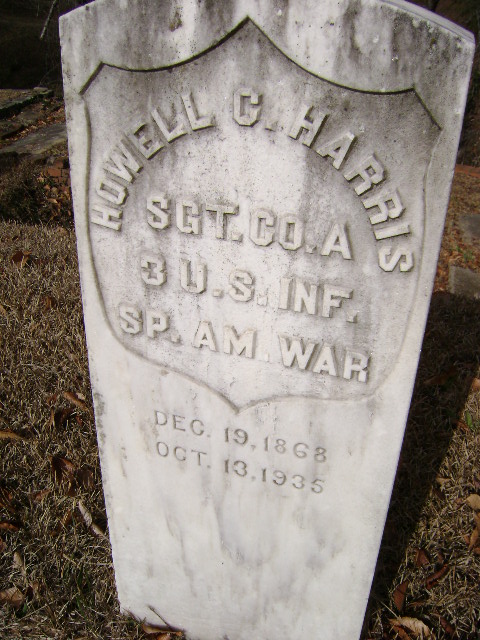 HOWELL C. HARRIS
SGT. CO. A
3 U.S. INF.
SP. AM. WAR
DEC. 19, 1868
OCT. 13, 1935